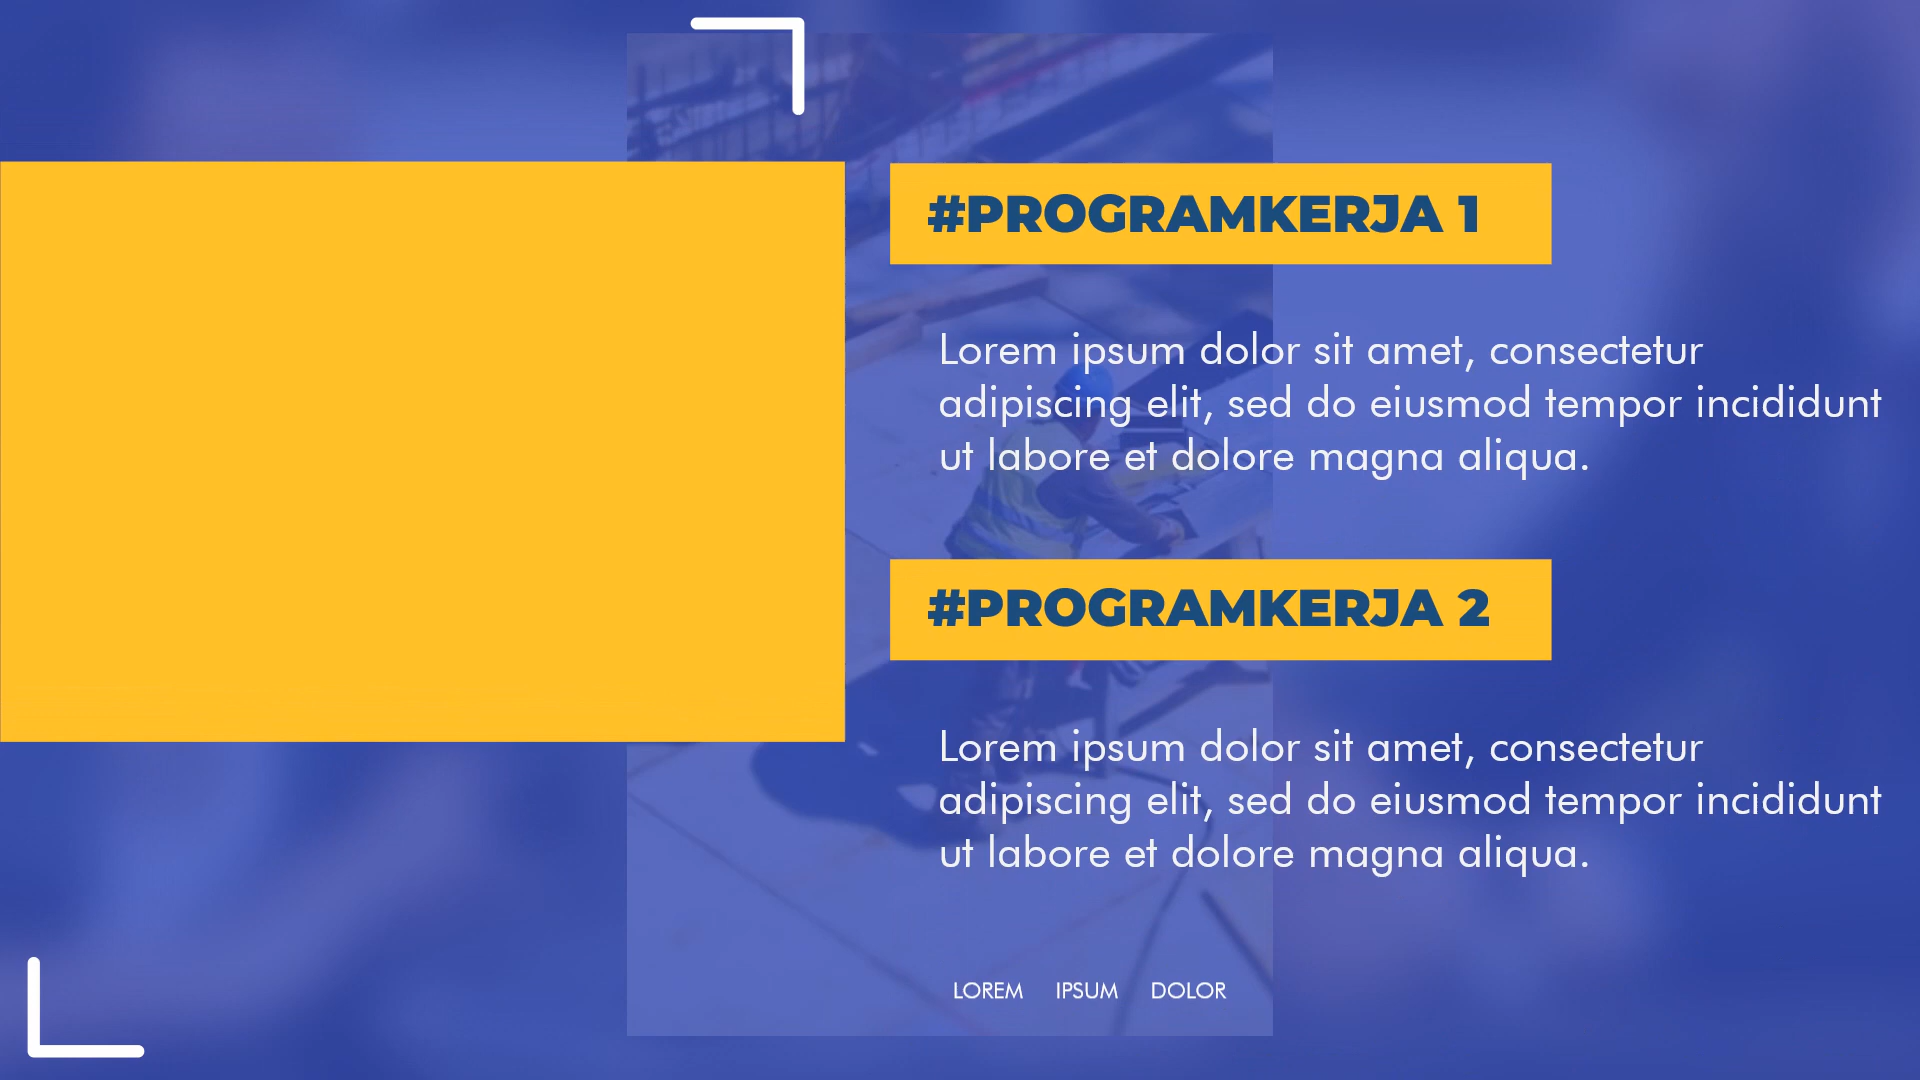 #PROGRAMKERJA 1
Lorem ipsum dolor sit amet, consectetur
adipiscing elit, sed do eiusmod tempor incididunt
ut labore et dolore magna aliqua.
#PROGRAMKERJA 2
Lorem ipsum dolor sit amet, consectetur
adipiscing elit, sed do eiusmod tempor incididunt
ut labore et dolore magna aliqua.
LOREM IPSUM DOLOR